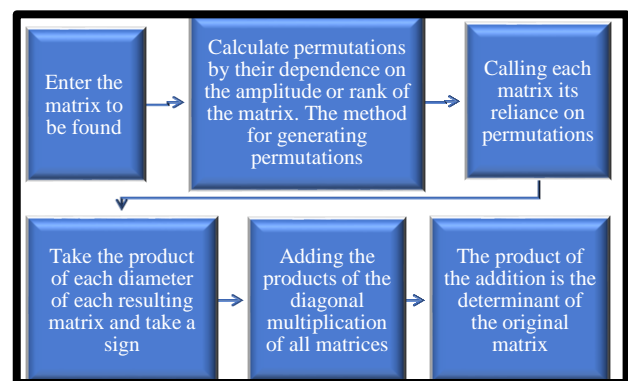 Enter the
matrix to
be found
Calculate permutations
by their dependence on
the amplitude or rank of
the matrix. The method
for generating
permutations
Calling each
matrix its
reliance on
permutations
Take the product
of each diameter
of each resulting
matrix and take a
sign
Adding the
products of the
diagonal
multiplication
of all matrices
The product of
the addition is the
determinant of
the original
matrix